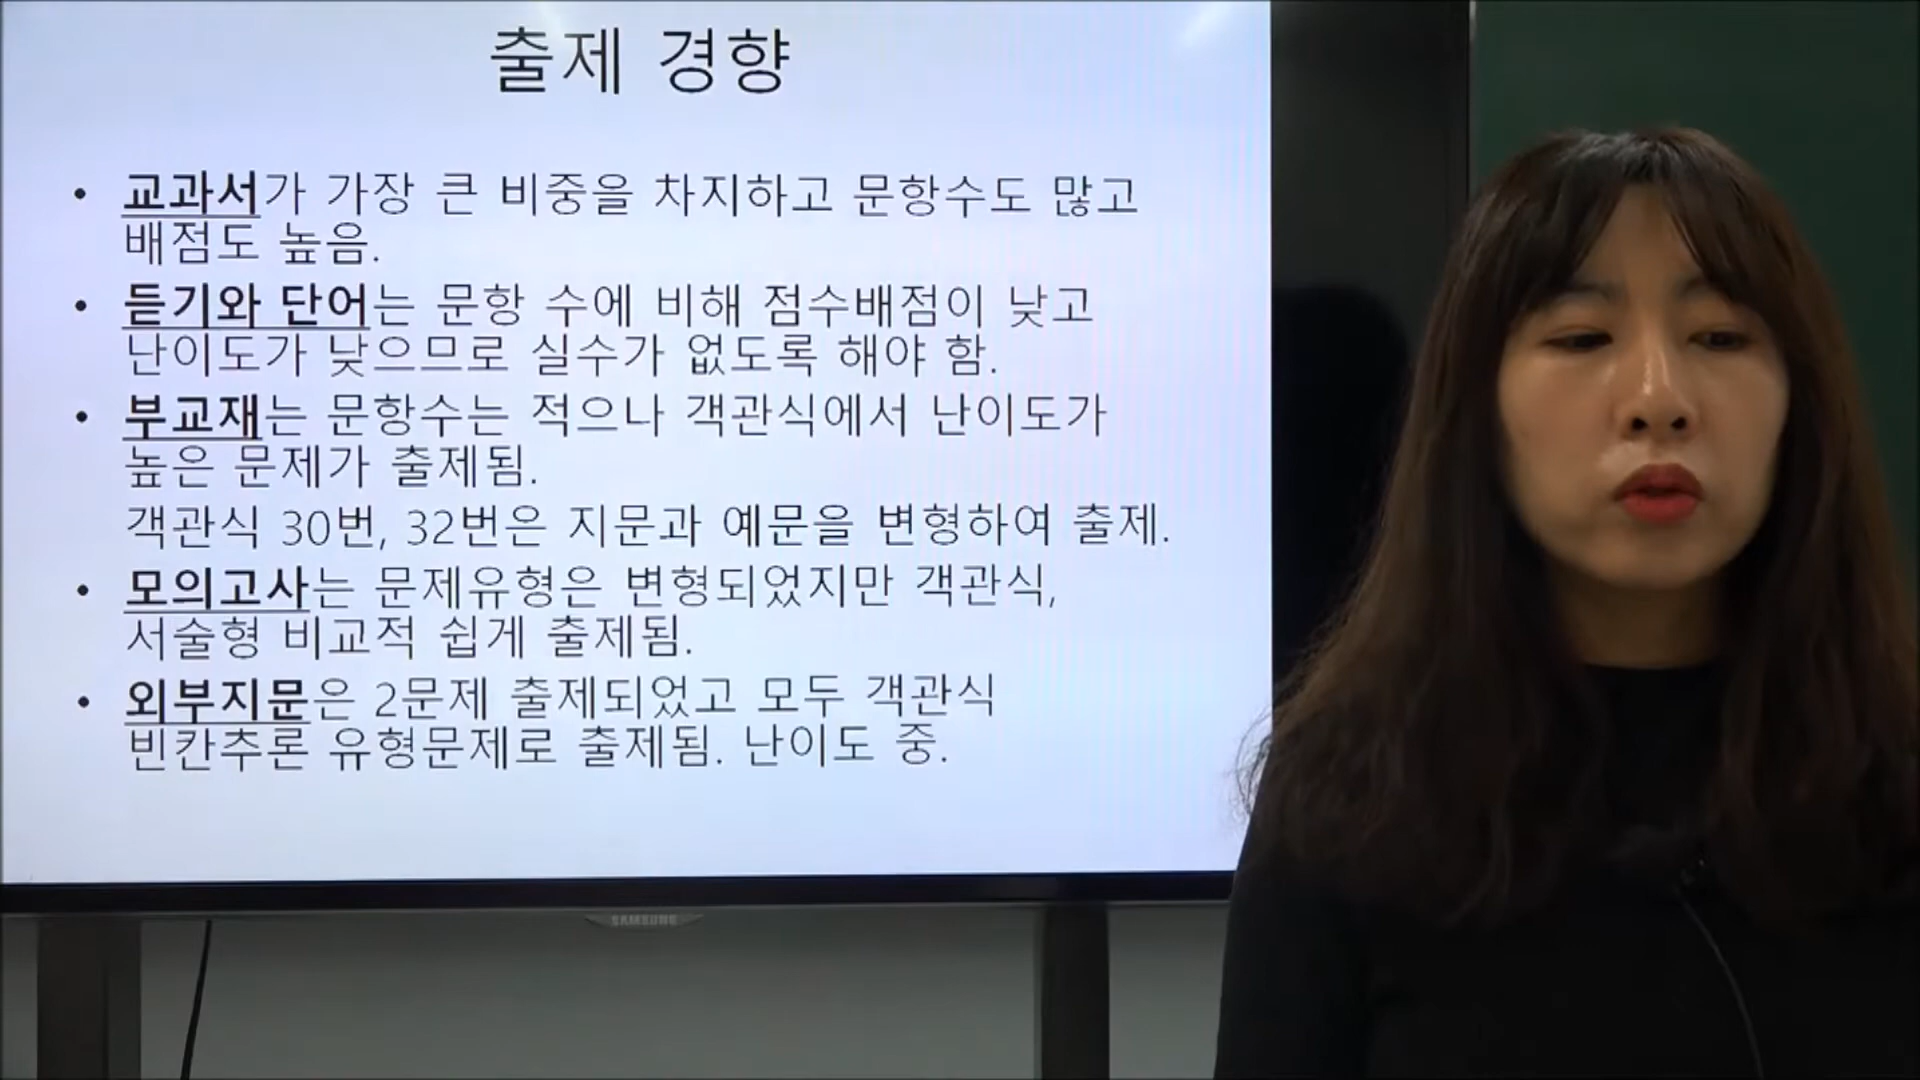 출제 경향
• 교과서가 가장 큰 비중을 차지하고 문항수도 많고
배점도 높음.
• 듣기와 단어는 문항 수에 비해 점수배점이 낮고
난이도가 낮으므로 실수가 없도록 해야 함.
• 부교재는 문항수는 적으나 객관식에서 난이도가
높은 문제가 출제됨.
객관식 30번, 32번은 지문과 예문을 변형하여 출제.
• 모의고사는 문제유형은 변형되었지만 객관식,
서술형 비교적 쉽게 출제됨.
• 외부지문은 2문제 출제되었고 모두 객관식
빈칸추론 유형문제로 출제됨. 난이도 중.
SAMSUNG